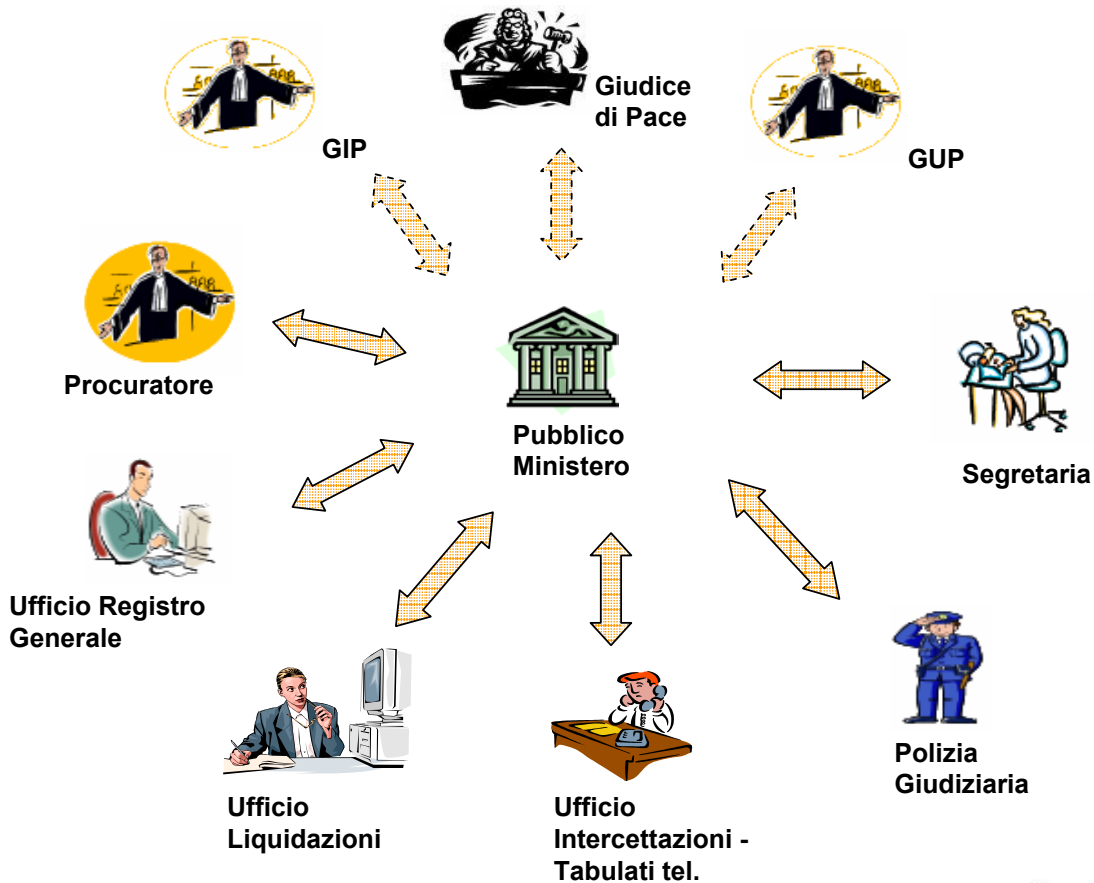 Giudice
di Pace
GIP
GUP
Procuratore
Pubblico
Ministero
Segretaria
Ufficio Registro
Generale
Polizia
Giudiziaria
Ufficio
Liquidazioni
Ufficio
Intercettazioni -
Tabulati tel.